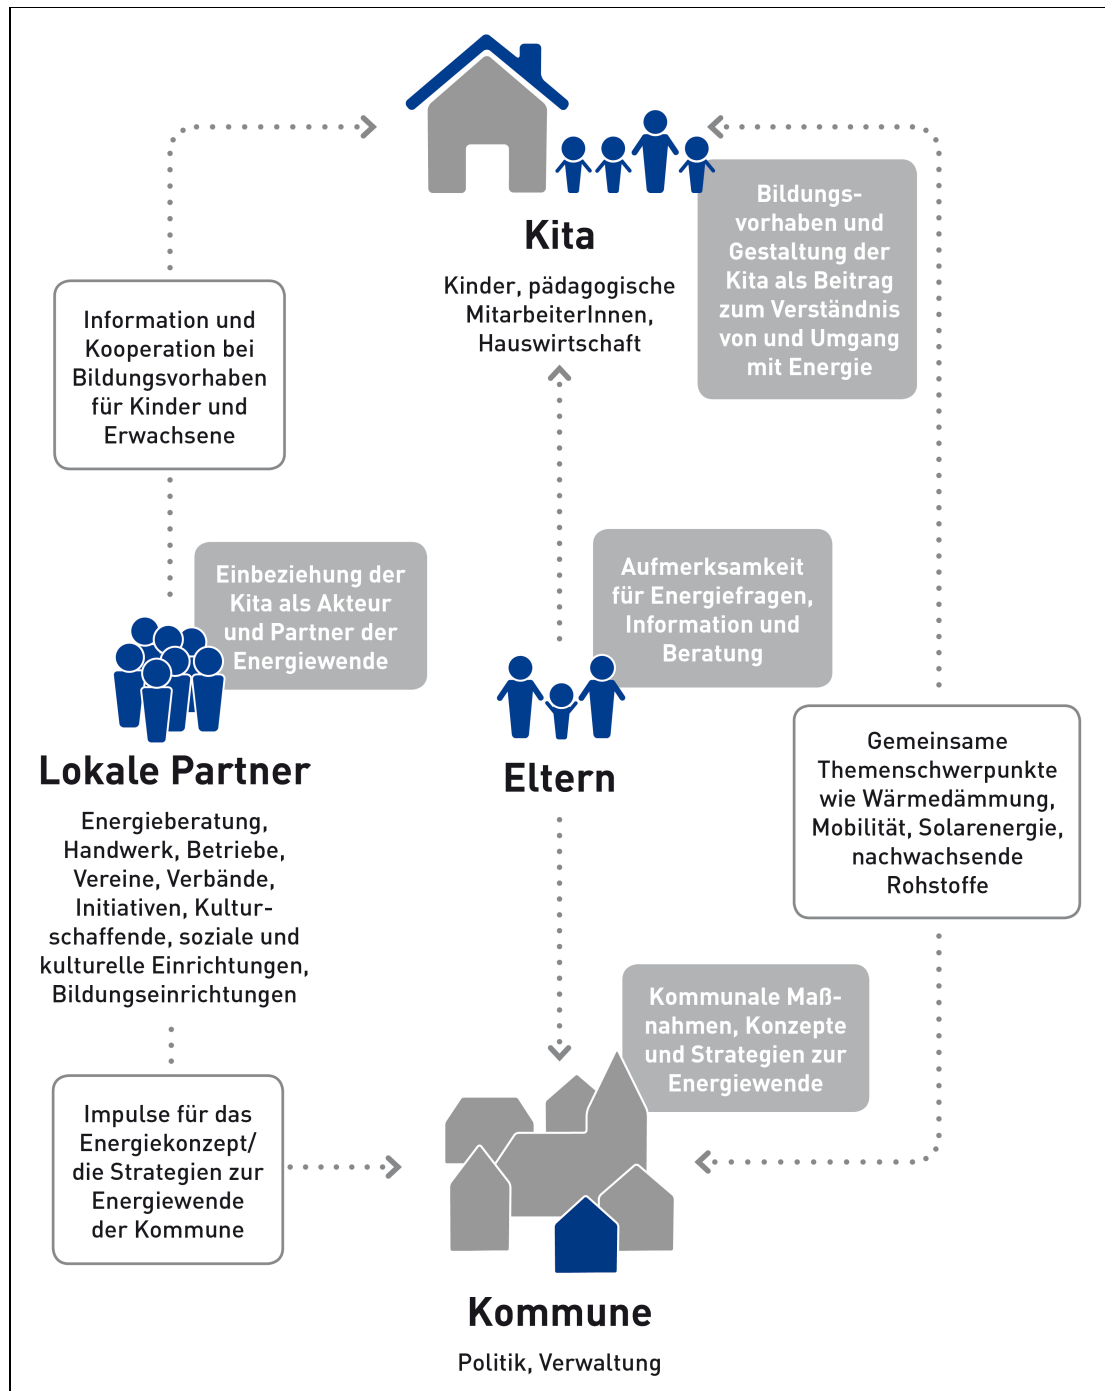 Kita
Kinder, pädagogische
MitarbeiterInnen,
Hauswirtschaft
Bildungs-
vorhaben und
Gestaltung der
Kita als Beitrag
zum Verständnis
von und Umgang
mit Energie
Information und
Kooperation bei
Bildungsvorhaben
für Kinder und
Erwachsene
Einbeziehung der
Kita als Akteur
und Partner der
Energiewende
Lokale Partner
Energieberatung,
Handwerk, Betriebe,
Vereine, Verbände,
Initiativen, Kultur-
schaffende, soziale und
kulturelle Einrichtungen,
Bildungseinrichtungen
Aufmerksamkeit
für Energiefragen,
Information und
Beratung
Eltern
Gemeinsame
Themenschwerpunkte
wie Wärmedämmung,
Mobilität, Solarenergie,
nachwachsende
Rohstoffe
Impulse für das
Energiekonzept/
die Strategien zur
Energiewende
der Kommune
Kommunale Maß-
nahmen, Konzepte
und Strategien zur
Energiewende
Kommune
Politik, Verwaltung